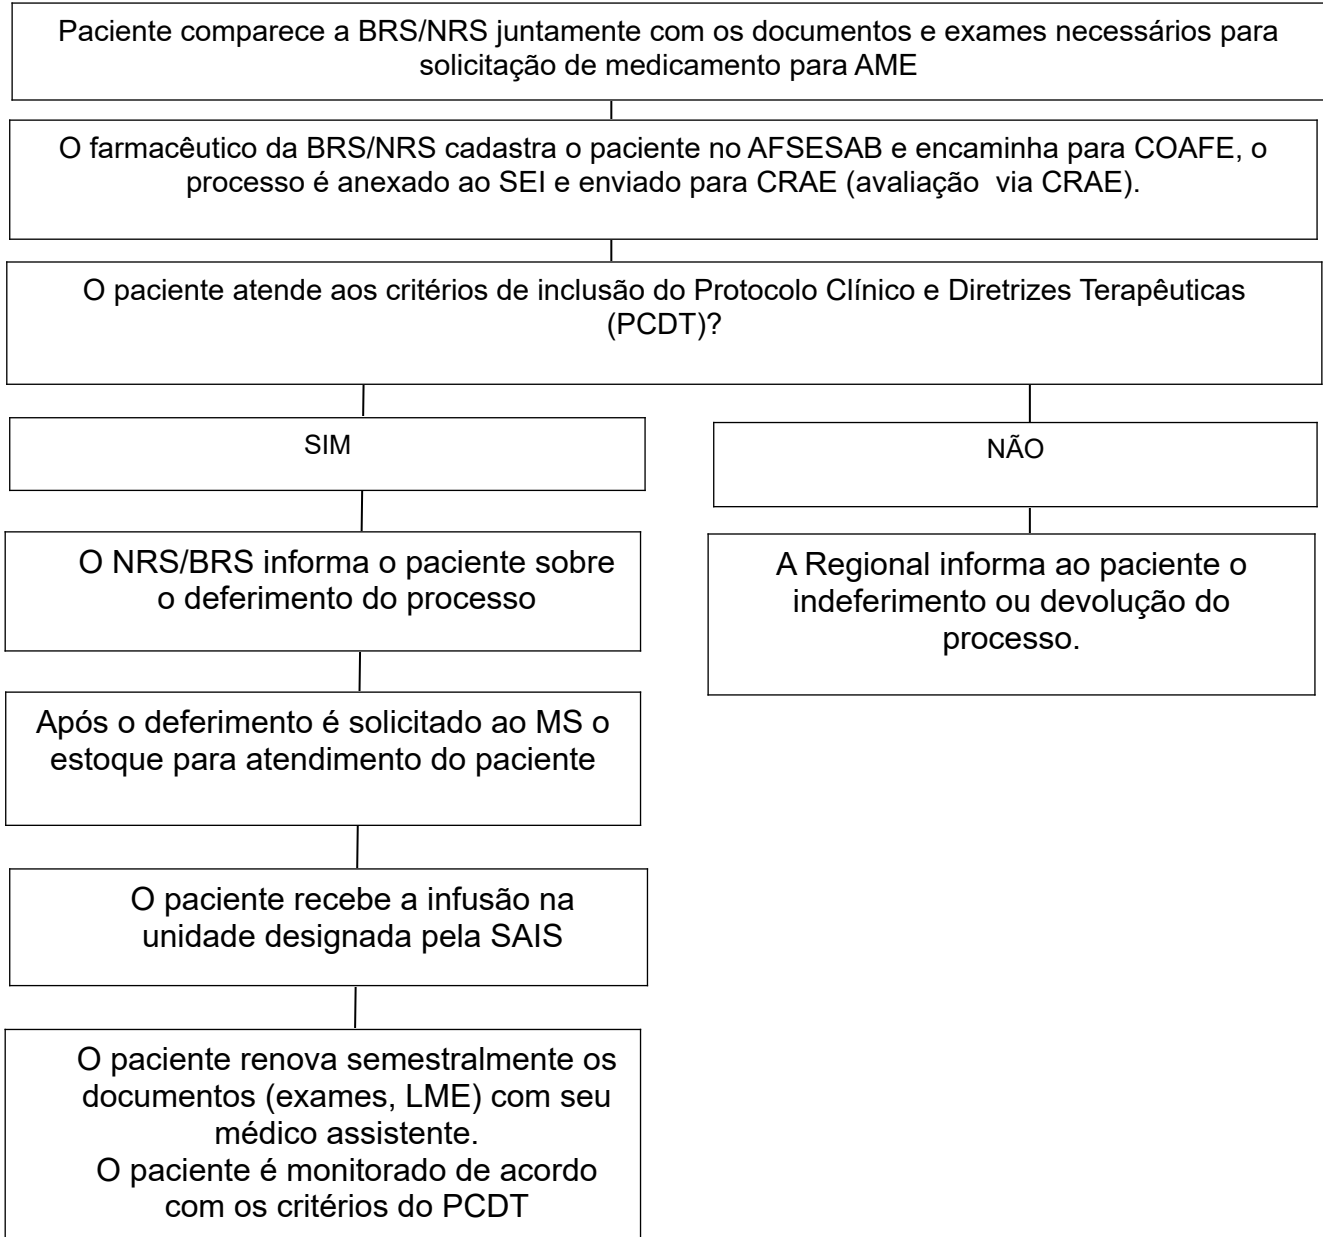 Paciente comparece a BRS/NRS juntamente com os documentos e exames necessários para
solicitação de medicamento para AME
O farmacêutico da BRS/NRS cadastra o paciente no AFSESAB e encaminha para COAFE, o
processo é anexado ao SEI e enviado para CRAE (avaliação via CRAE).
O paciente atende aos critérios de inclusão do Protocolo Clínico e Diretrizes Terapêuticas
(PCDT)?
SIM
NÃO
O NRS/BRS informa o paciente sobre
o deferimento do processo
A Regional informa ao paciente o
indeferimento ou devolução do
processo.
Após o deferimento é solicitado ao MS o
estoque para atendimento do paciente
O paciente recebe a infusão na
unidade designada pela SAIS
O paciente renova semestralmente os
documentos (exames, LME) com seu
médico assistente.
O paciente é monitorado de acordo
com os critérios do PCDT